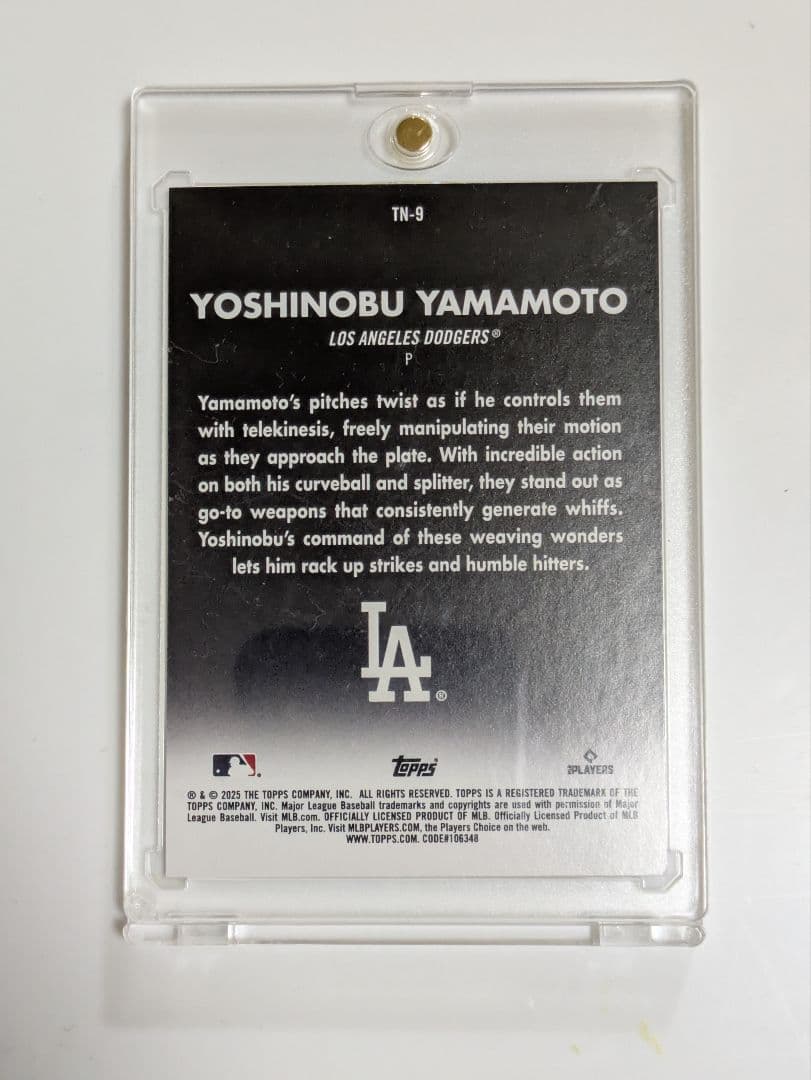 TN-9
YOSHINOBU YAMAMOTO
LOS ANGELES DODGERS®
P
Yamamoto's pitches twist as if he controls them
with telekinesis, freely manipulating their motion
as they approach the plate. With incredible action
on both his curveball and splitter, they stand out as
go-to weapons that consistently generate whiffs.
Yoshinobu's command of these weaving wonders
lets him rack up strikes and humble hitters.
LA®
topps
PLAYERS
® & © 2025 THE TOPPS COMPANY, INC. ALL RIGHTS RESERVED. TOPPS IS A REGISTERED TRADEMARK OF THE
TOPPS COMPANY, INC. Major League Baseball trademarks and copyrights are used with permission of Major
League Baseball. Visit MLB.com. OFFICIALLY LICENSED PRODUCT OF MLB. Officially Licensed Product of MLB
Players, Inc. Visit MLBPLAYERS.COM, the Players Choice on the web.
WWW.TOPPS.COM. CODE#106348